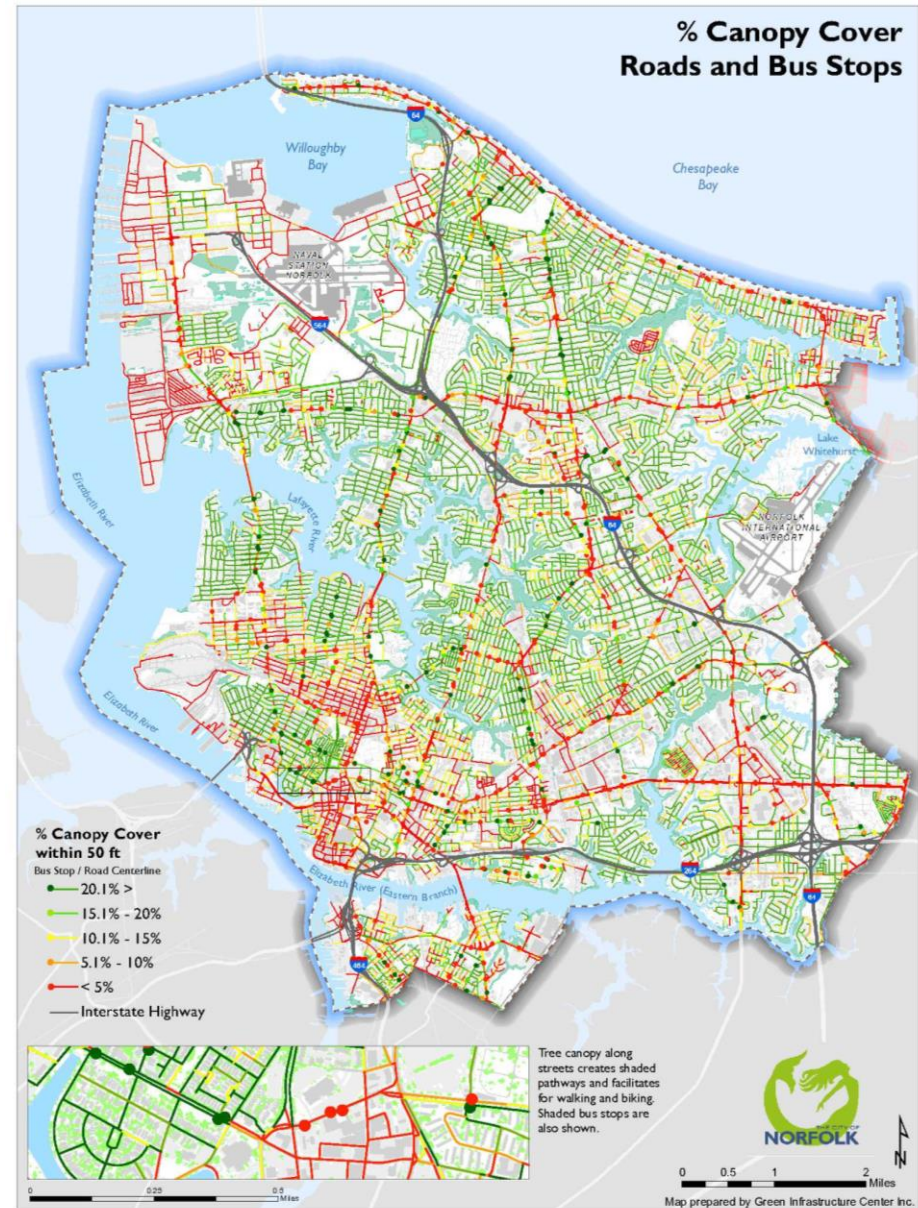 % Canopy Cover
Roads and Bus Stops
64
Willoughby
Bay
Chesapeake
Bay
NAVAL
STATION
NORFOLK
564
Lake
Whitehurst
Elizabeth River
Lafayette River
64
NORFOLK
INTERNATIONAL
AIRPORT
Elizabeth River
% Canopy Cover
within 50 ft
Bus Stop / Road Centerline
20.1% >
15.1% - 20%
10.1% - 15%
5.1% - 10%
< 5%
Interstate Highway
Elizabeth River (Eastern Branch)
264
64
464
Tree canopy along
streets creates shaded
pathways and facilitates
for walking and biking.
Shaded bus stops are
also shown.
THE CITY OF
NORFOLK
N
0 0.25 0.5
Miles
0 0.5 1 2
Miles
Map prepared by Green Infrastructure Center Inc.